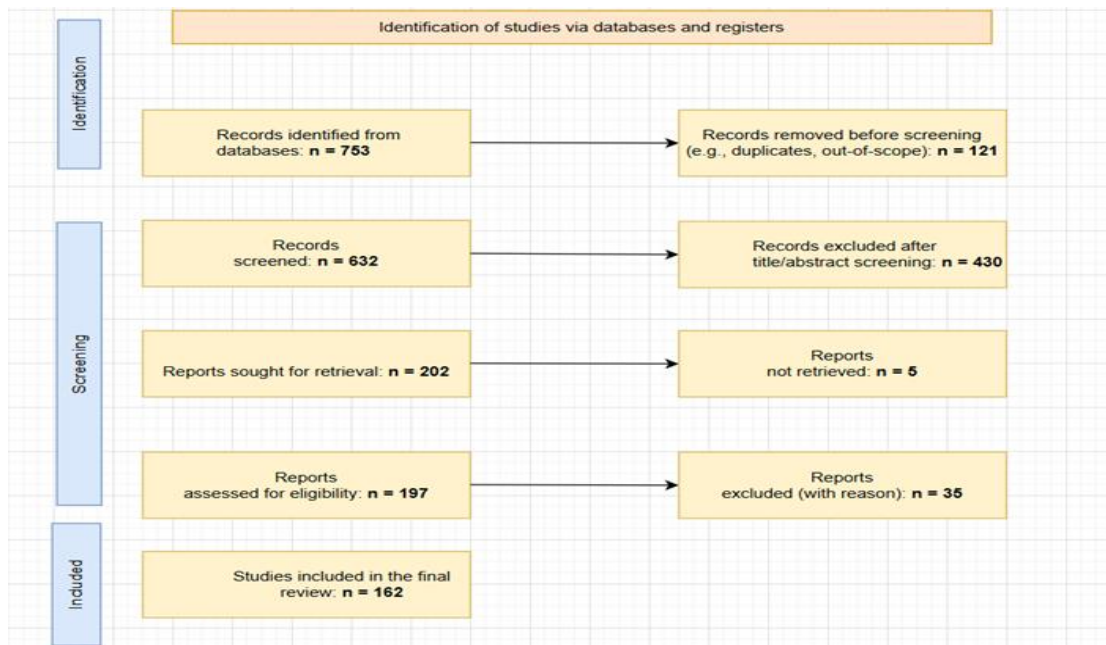 Identification of studies via databases and registers
Identification
Records identified from
databases: n = 753
Records removed before screening
(e.g., duplicates, out-of-scope): n = 121
Screening
Records
screened: n = 632
Records excluded after
title/abstract screening: n = 430
Reports sought for retrieval: n = 202
Reports
not retrieved: n = 5
Reports
assessed for eligibility: n = 197
Reports
excluded (with reason): n = 35
Included
Studies included in the final
review: n = 162